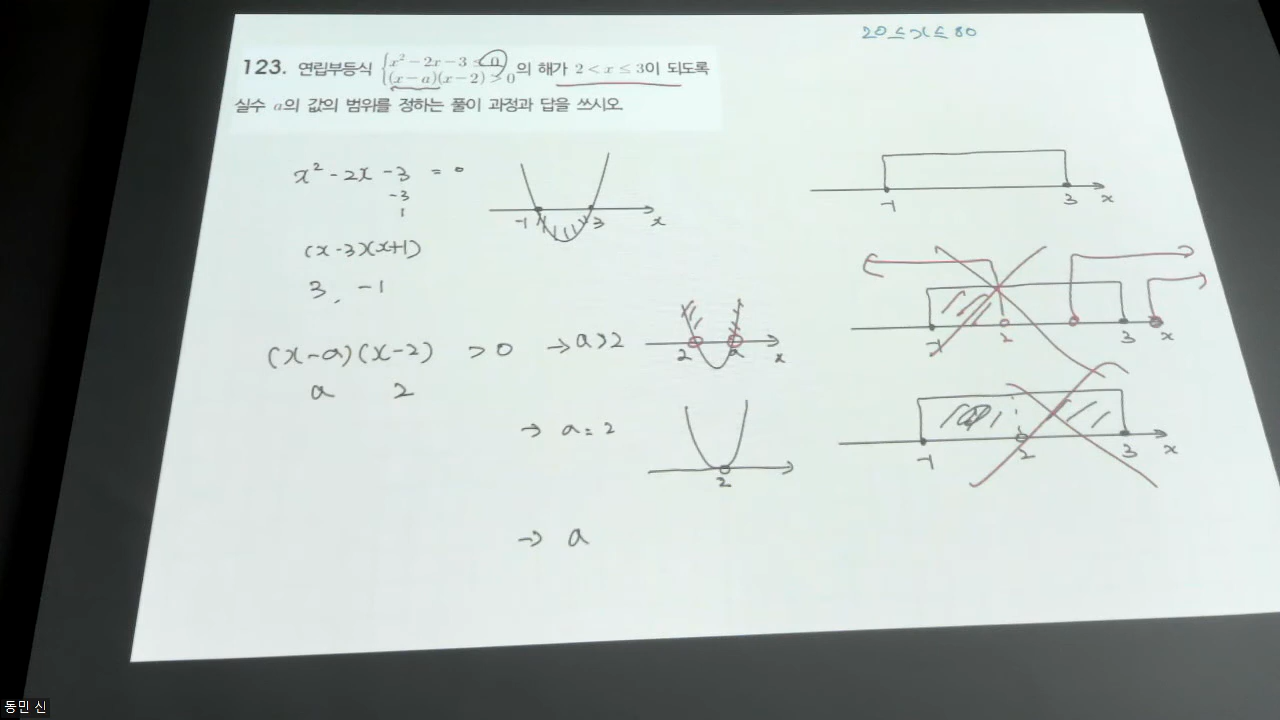 20 ≤ x ≤ 80
123. 연립부등식 { x² − 2x − 3 ≤ 0
(x − a)(x − 2) > 0 의 해가 2 < x ≤ 3이 되도록
실수 a의 값의 범위를 정하는 풀이 과정과 답을 쓰시오.
x² − 2x − 3 = 0
−3
1
(x − 3)(x + 1)
3, −1
−1 3 x
(x − a)(x − 2) > 0 → a > 2
a 2
2 a x
→ a = 2
2
→ a
−1 3 x
−1 2 3 x
−1 2 3 x
동민 신